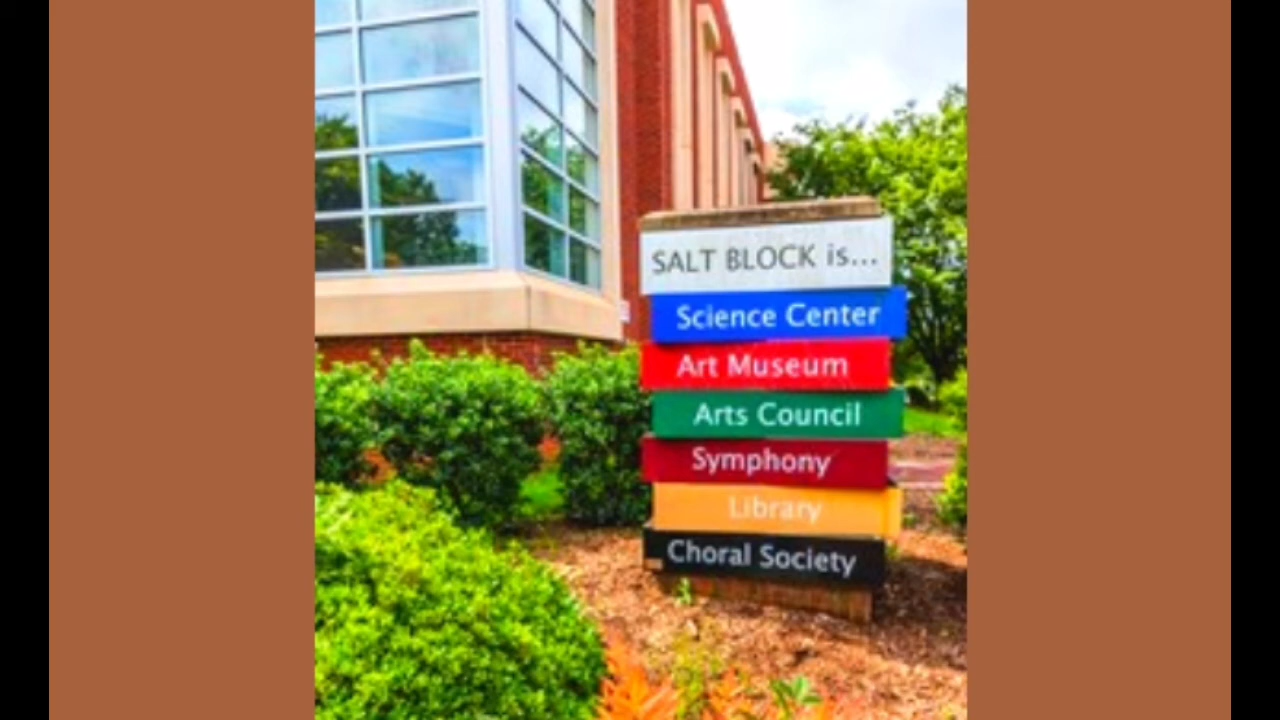 SALT BLOCK is...
Science Center
Art Museum
Arts Council
Symphony
Library
Choral Society